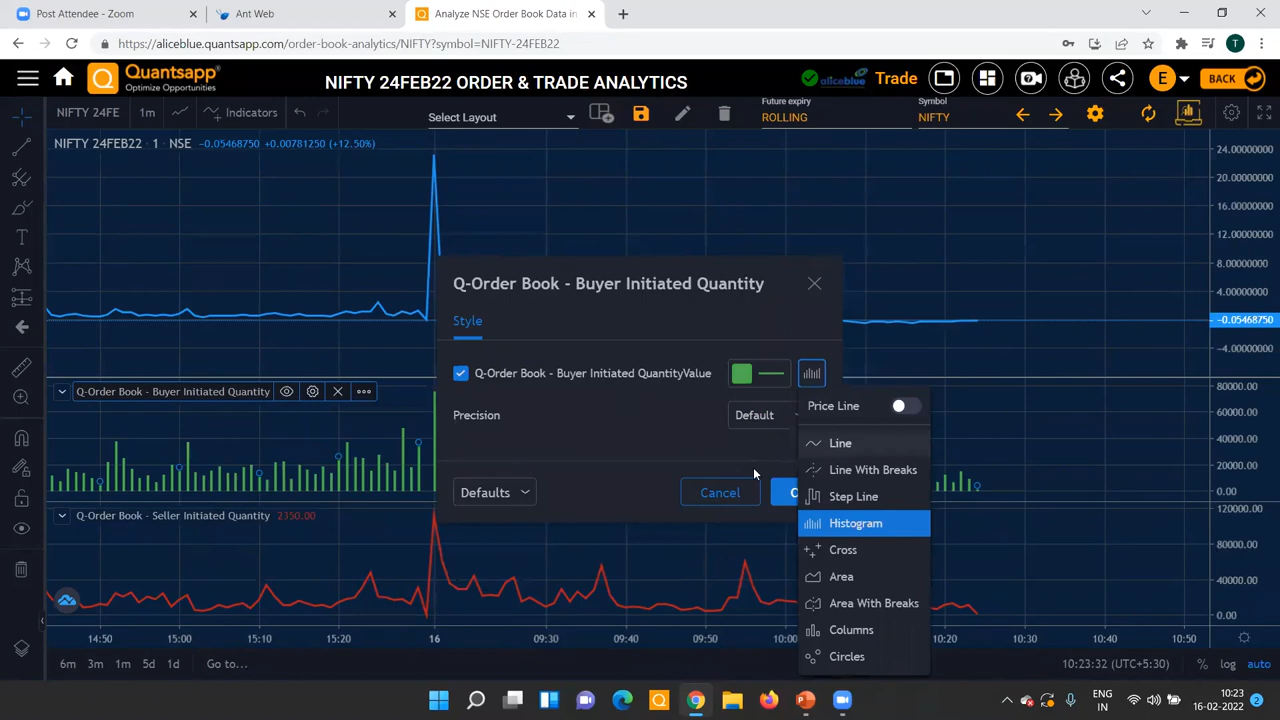 Post Attendee - Zoom
Ant Web
Analyze NSE Order Book Data in
https://aliceblue.quantsapp.com/order-book-analytics/NIFTY?symbol=NIFTY-24FEB22
T
Quantsapp
Optimize Opportunities
NIFTY 24FEB22 ORDER & TRADE ANALYTICS
aliceblue
Trade
E
BACK
NIFTY 24FE
1m
Indicators
Select Layout
Future expiry
ROLLING
Symbol
NIFTY
NIFTY 24FEB22 · 1 · NSE -0.05468750 +0.00781250 (+12.50%)
24.00000000
20.00000000
16.00000000
12.00000000
8.00000000
4.00000000
-0.05468750
-4.00000000
Q-Order Book - Buyer Initiated Quantity
Style
Q-Order Book - Buyer Initiated QuantityValue
Precision
Default
Defaults
Cancel
O
Price Line
Line
Line With Breaks
Step Line
Histogram
Cross
Area
Area With Breaks
Columns
Circles
Q-Order Book - Buyer Initiated Quantity
80000.00
60000.00
40000.00
20000.00
0.00
Q-Order Book - Seller Initiated Quantity 2350.00
120000.00
80000.00
40000.00
0.00
14:50
15:00
15:10
15:20
16
09:30
09:40
09:50
10:00
10:20
10:30
10:40
10:50
6m
3m
1m
5d
1d
Go to...
10:23:32 (UTC+5:30)
%
log
auto
ENG
IN
10:23
16-02-2022
2